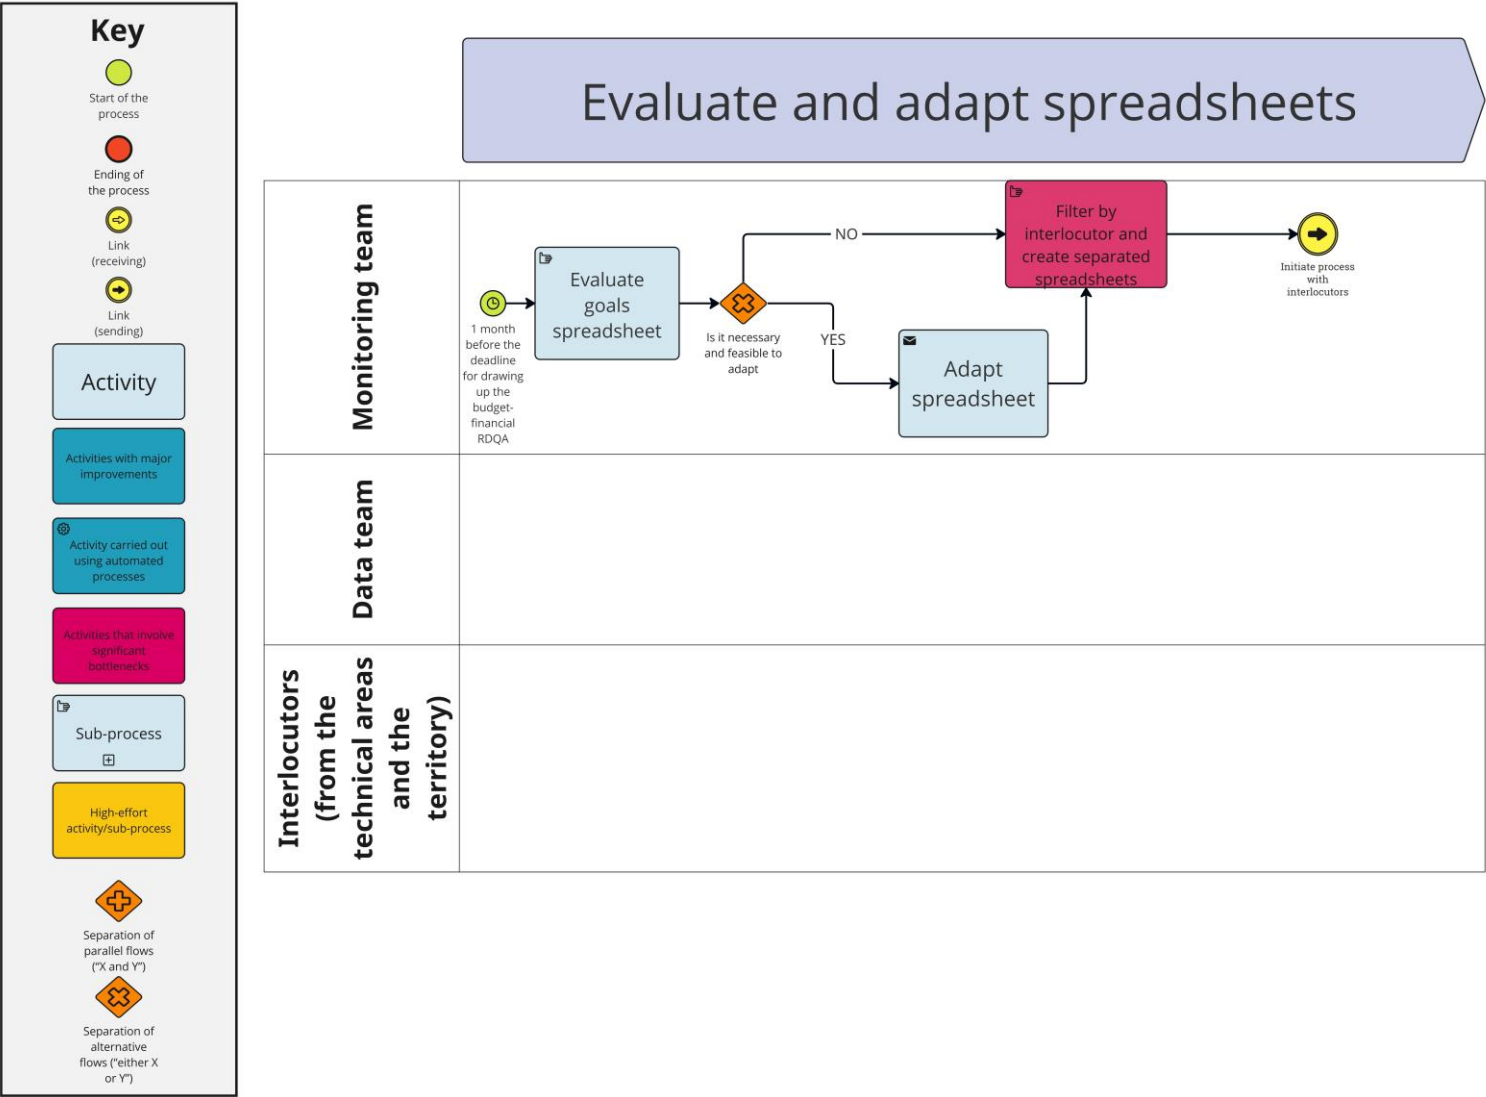 Key
Start of the
process
Ending of
the process
Link
(receiving)
Link
(sending)
Activity
Activities with major
improvements
Activity carried out
using automated
processes
Activities that involve
significant
bottlenecks
Sub-process
High-effort
activity/sub-process
Separation of
parallel flows
("X and Y")
Separation of
alternative
flows ("either X
or Y")
Evaluate and adapt spreadsheets
Monitoring team
1 month
before the
deadline
for drawing
up the
budget-
financial
RDQA
Evaluate
goals
spreadsheet
Is it necessary
and feasible to
adapt
NO
YES
Adapt
spreadsheet
Filter by
interlocutor and
create separated
spreadsheets
Initiate process
with
interlocutors
Data team
Interlocutors
(from the
technical areas
and the
territory)